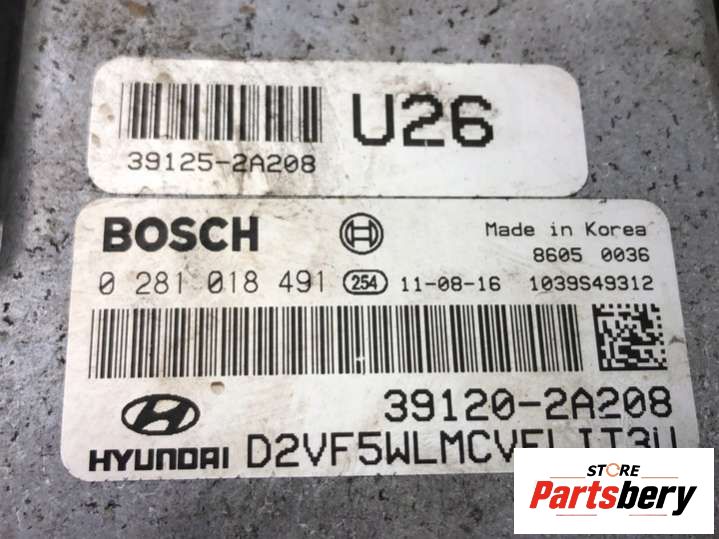 U26
39125-2A208
BOSCH
Made in Korea
8605 0036
0 281 018 491 254 11-08-16 1039S49312
39120-2A208
HYUNDAI
STORE
Partsbery